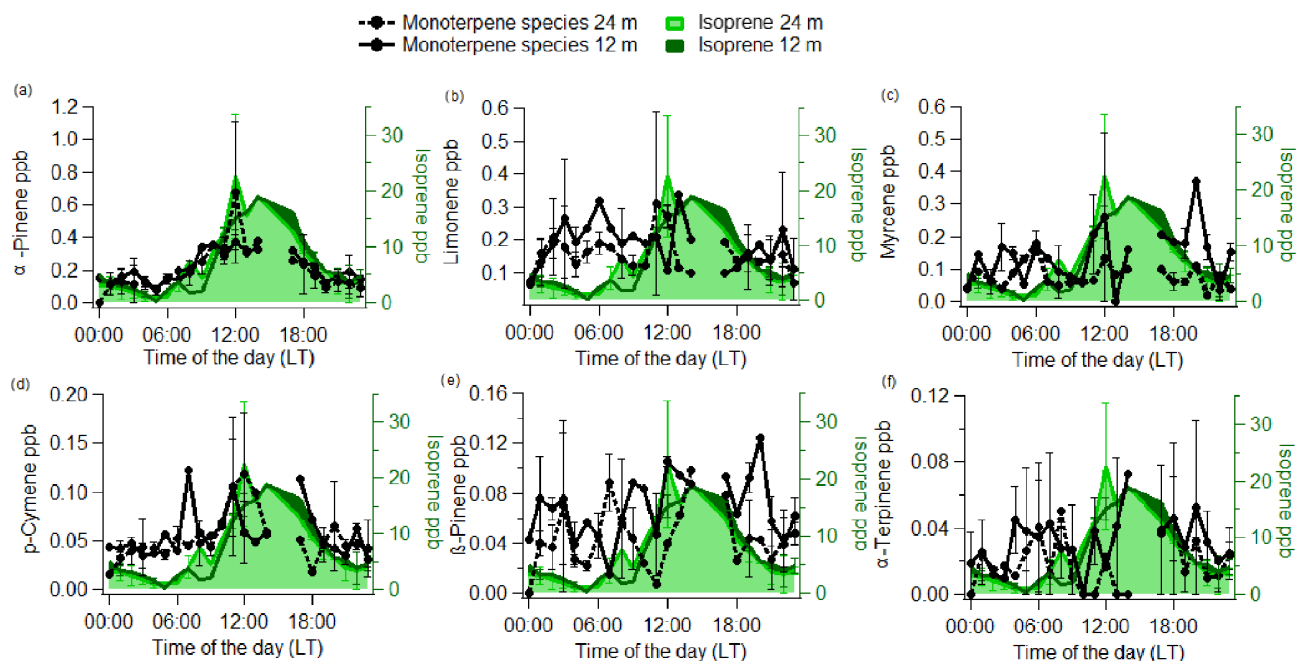 Monoterpene species 24 m
Isoprene 24 m
Monoterpene species 12 m
Isoprene 12 m
(a)
1.2
1.0
0.8
0.6
0.4
0.2
0.0
α -Pinene ppb
30
20
10
0
Isoprene ppb
00:00 06:00 12:00 18:00
Time of the day (LT)
(b)
0.6
0.5
0.4
0.3
0.2
0.1
Limonene ppb
30
20
10
0
Isoprene ppb
00:00 06:00 12:00 18:00
Time of the day (LT)
(c)
0.6
0.5
0.4
0.3
0.2
0.1
0.0
Myrcene ppb
30
20
10
0
Isoprene ppb
00:00 06:00 12:00 18:00
Time of the day (LT)
(d)
0.20
0.15
0.10
0.05
0.00
p-Cymene ppb
30
20
10
0
Isoprene ppb
00:00 06:00 12:00 18:00
Time of the day (LT)
(e)
0.16
0.12
0.08
0.04
0.00
ß-Pinene ppb
30
20
10
0
Isoprene ppb
00:00 06:00 12:00 18:00
Time of the day (LT)
(f)
0.12
0.08
0.04
0.00
α -Terpinene ppb
30
20
10
0
Isoprene ppb
00:00 06:00 12:00 18:00
Time of the day (LT)